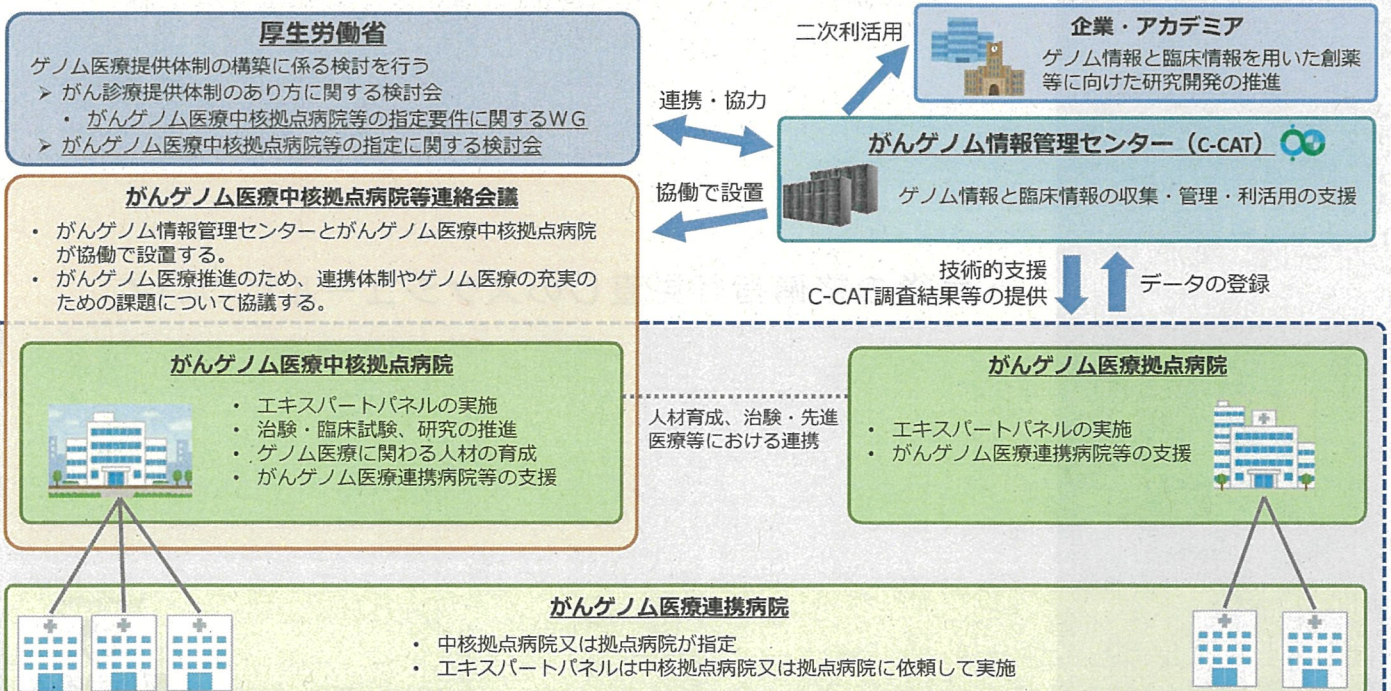 厚生労働省
ゲノム医療提供体制の構築に係る検討を行う
➤ がん診療提供体制のあり方に関する検討会
• がんゲノム医療中核拠点病院等の指定要件に関するＷＧ
➤ がんゲノム医療中核拠点病院等の指定に関する検討会
二次利活用
企業・アカデミア
ゲノム情報と臨床情報を用いた創薬
等に向けた研究開発の推進
連携・協力
がんゲノム情報管理センター（C-CAT）
ゲノム情報と臨床情報の収集・管理・利活用の支援
協働で設置
がんゲノム医療中核拠点病院等連絡会議
• がんゲノム情報管理センターとがんゲノム医療中核拠点病院
が協働で設置する。
• がんゲノム医療推進のため、連携体制やゲノム医療の充実の
ための課題について協議する。
技術的支援
C-CAT調査結果等の提供
データの登録
がんゲノム医療中核拠点病院
• エキスパートパネルの実施
• 治験・臨床試験、研究の推進
• ゲノム医療に関わる人材の育成
• がんゲノム医療連携病院等の支援
人材育成、治験・先進
医療等における連携
がんゲノム医療拠点病院
• エキスパートパネルの実施
• がんゲノム医療連携病院等の支援
がんゲノム医療連携病院
• 中核拠点病院又は拠点病院が指定
• エキスパートパネルは中核拠点病院又は拠点病院に依頼して実施